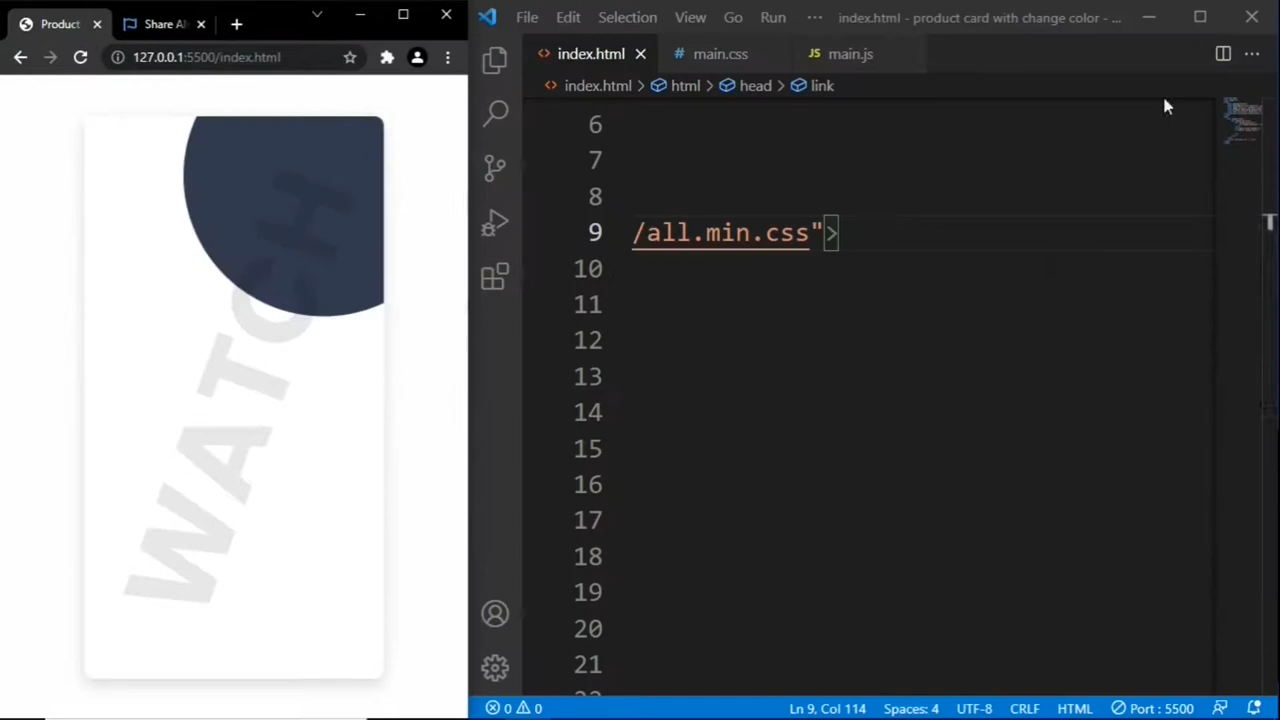 Product
Share Al
127.0.0.1:5500/index.html
WATCH
File Edit Selection View Go Run ··· index.html - product card with change color - ...
index.html
# main.css
JS main.js
index.html > html > head > link
6
7
8
9 /all.min.css">
10
11
12
13
14
15
16
17
18
19
20
21
22
0 0 Ln 9, Col 114 Spaces: 4 UTF-8 CRLF HTML Port : 5500